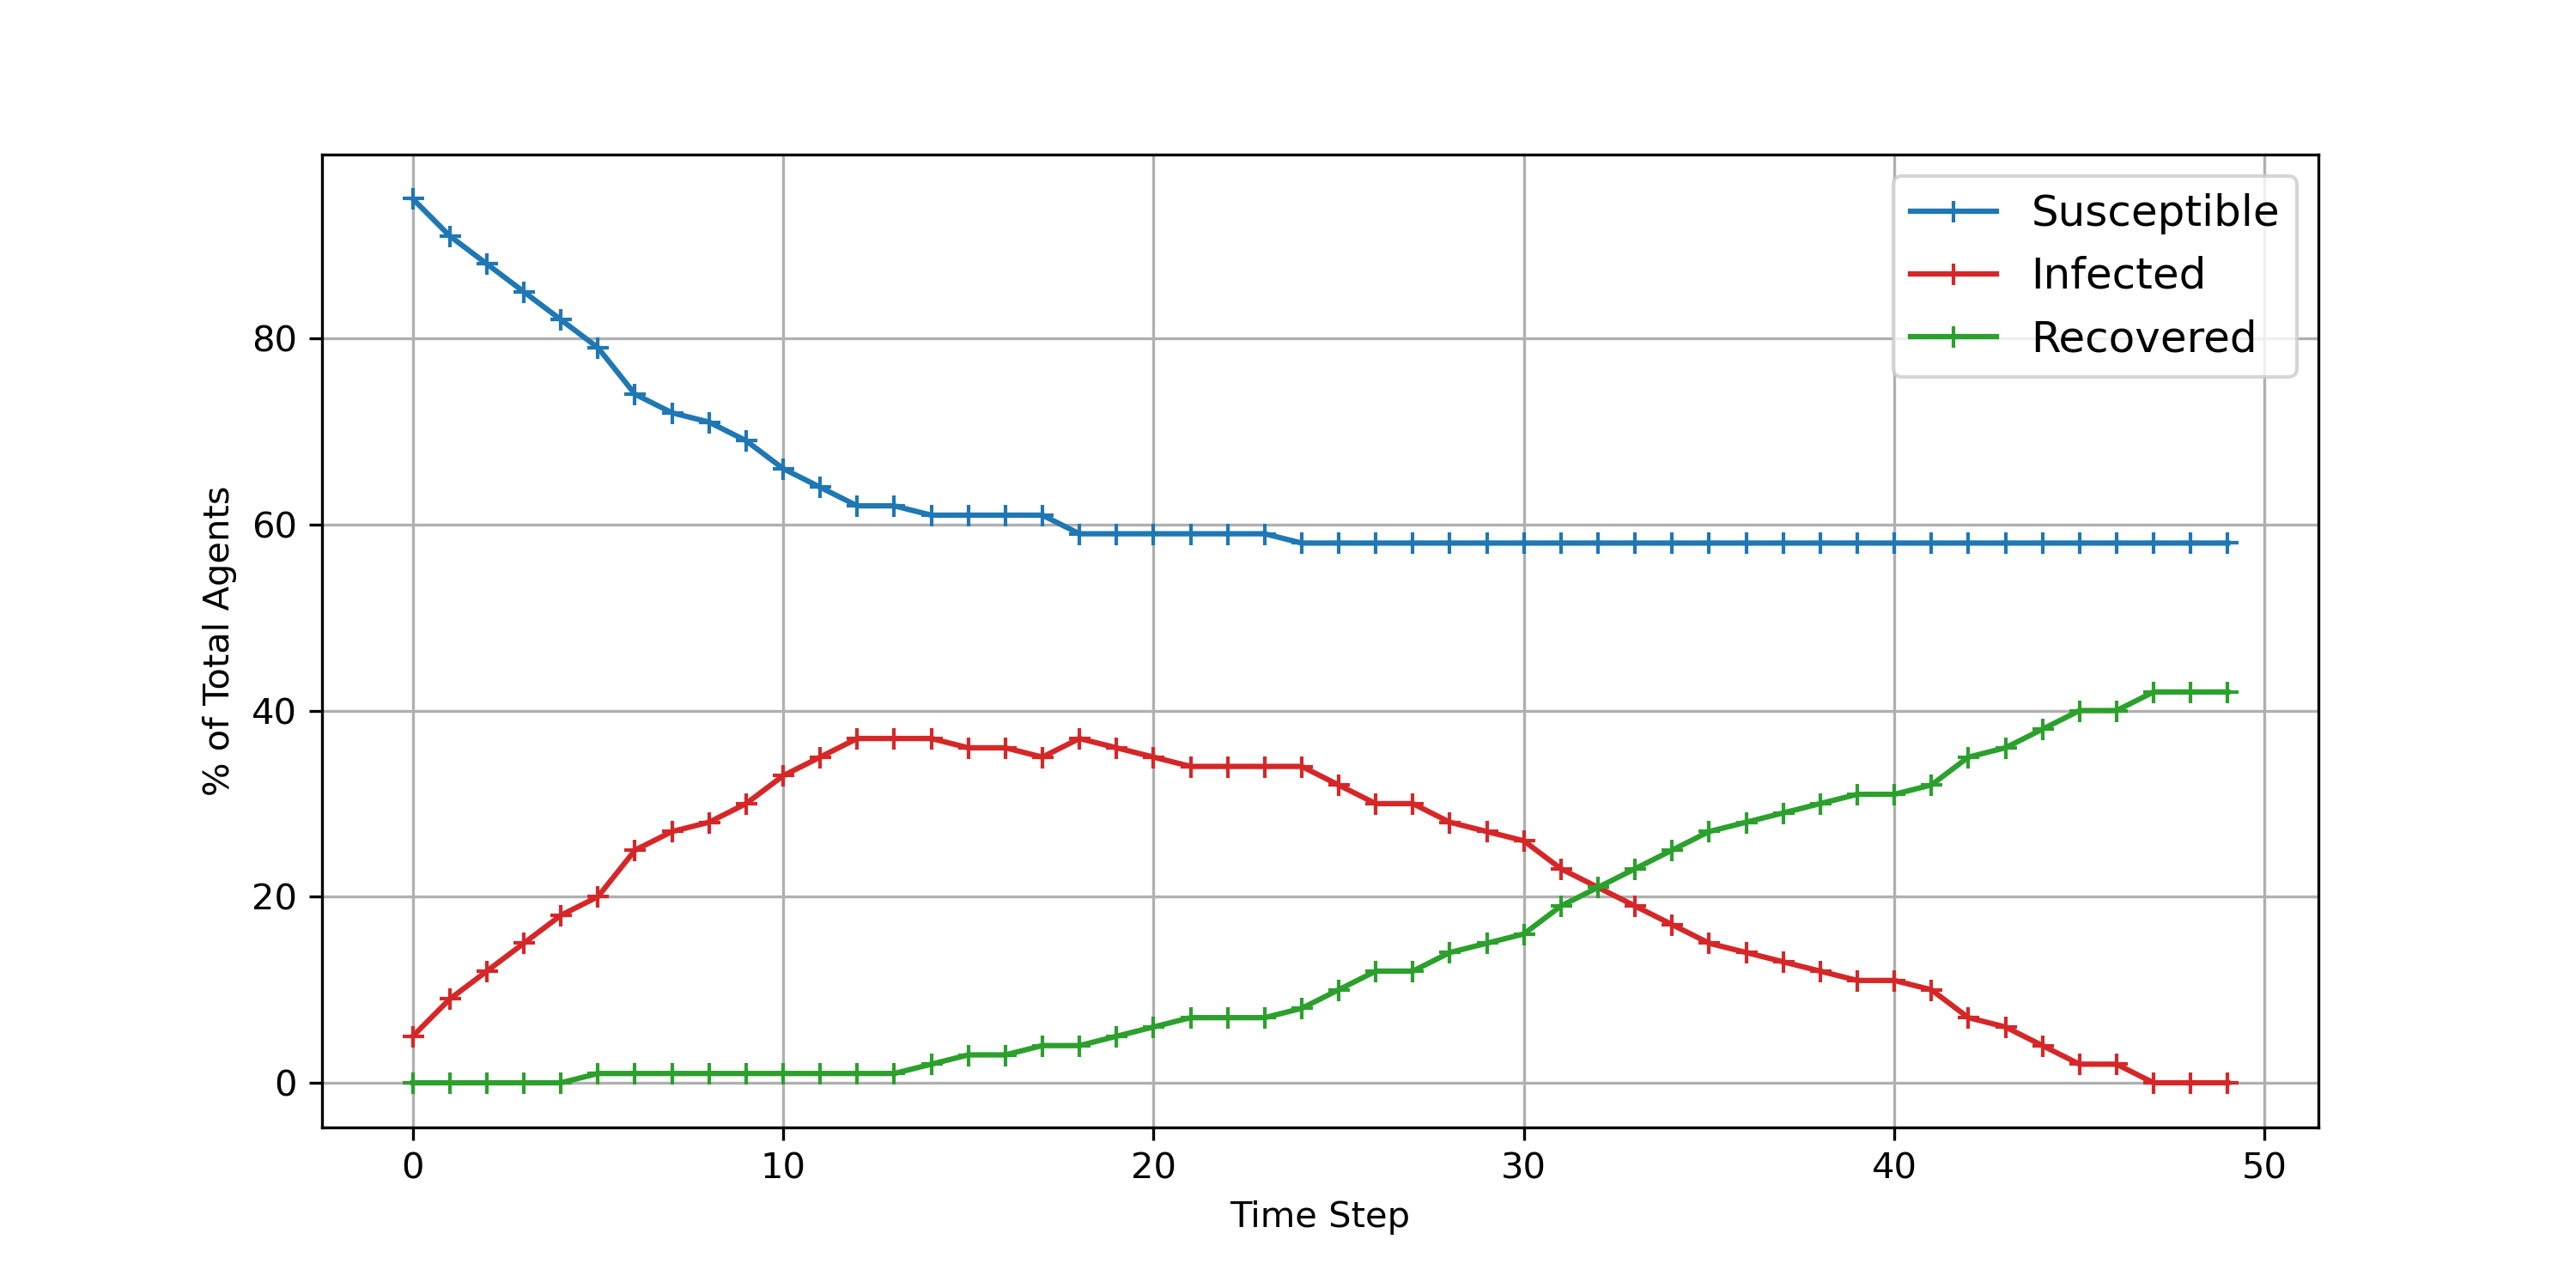 Susceptible
Infected
Recovered
% of Total Agents
80
60
40
20
0
0 10 20 30 40 50
Time Step